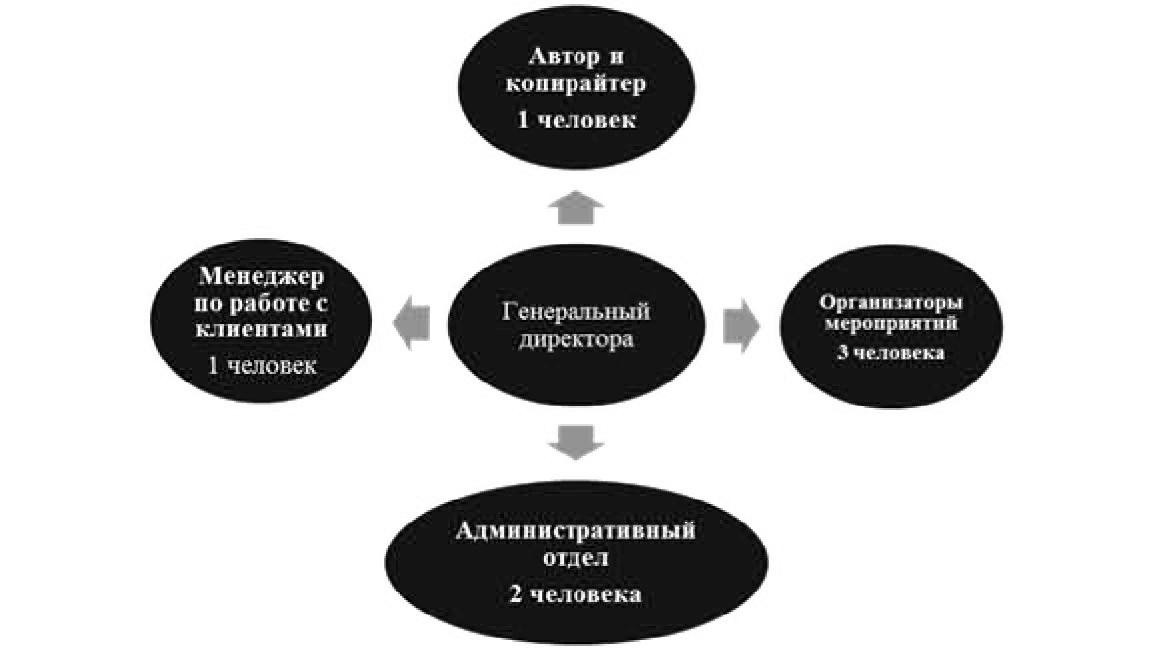 Автор и
копирайтер
1 человек
Менеджер
по работе с
клиентами
1 человек
Генеральный
директора
Организаторы
мероприятий
3 человека
Административный
отдел
2 человека